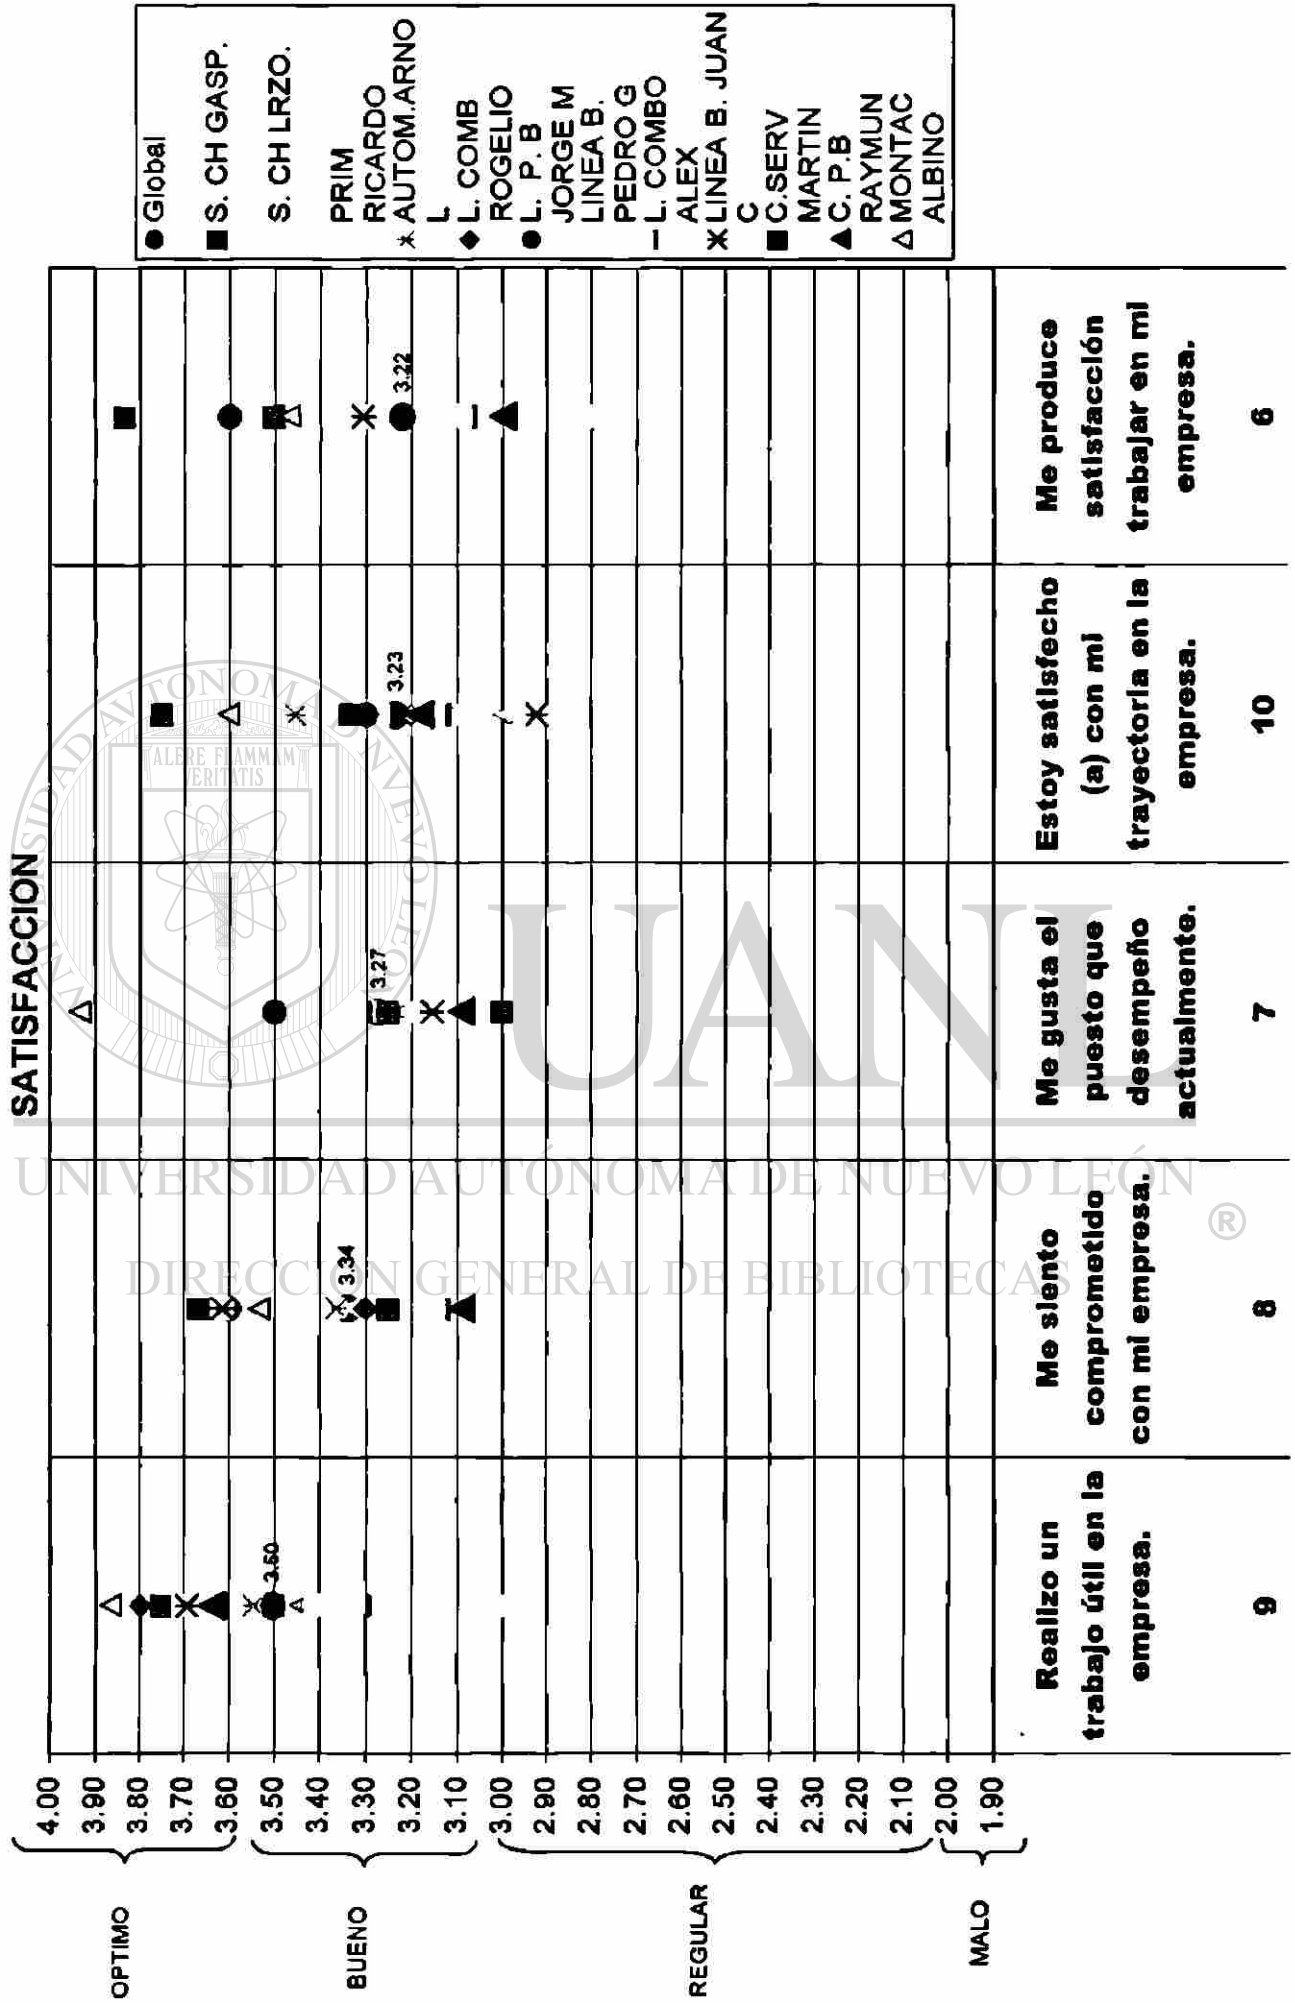 SATISFACCION
OPTIMO
BUENO
REGULAR
MALO
4.00
3.90
3.80
3.70
3.60
3.50
3.40
3.30
3.20
3.10
3.00
2.90
2.80
2.70
2.60
2.50
2.40
2.30
2.20
2.10
2.00
1.90
3.50
3.34
3.27
3.23
3.22
Realizo un
trabajo útil en la
empresa.
9
Me siento
comprometido
con mi empresa.
8
Me gusta el
puesto que
desempeño
actualmente.
7
Estoy satisfecho
(a) con mi
trayectoria en la
empresa.
10
Me produce
satisfacción
trabajar en mi
empresa.
6
Global
S. CH GASP.
S. CH LRZO.
PRIM
RICARDO
AUTOM.ARNO
L
L. COMB
ROGELIO
L. P. B
JORGE M
LINEA B.
PEDRO G
L. COMBO
ALEX
LINEA B. JUAN
C
C.SERV
MARTIN
C. P.B
RAYMUN
MONTAC
ALBINO
UNIVERSIDAD AVTONOMA DE NVEVO LEON
ALERE FLAMMAM
VERITATIS
UANL
UNIVERSIDAD AUTÓNOMA DE NUEVO LEÓN
®
DIRECCIÓN GENERAL DE BIBLIOTECAS